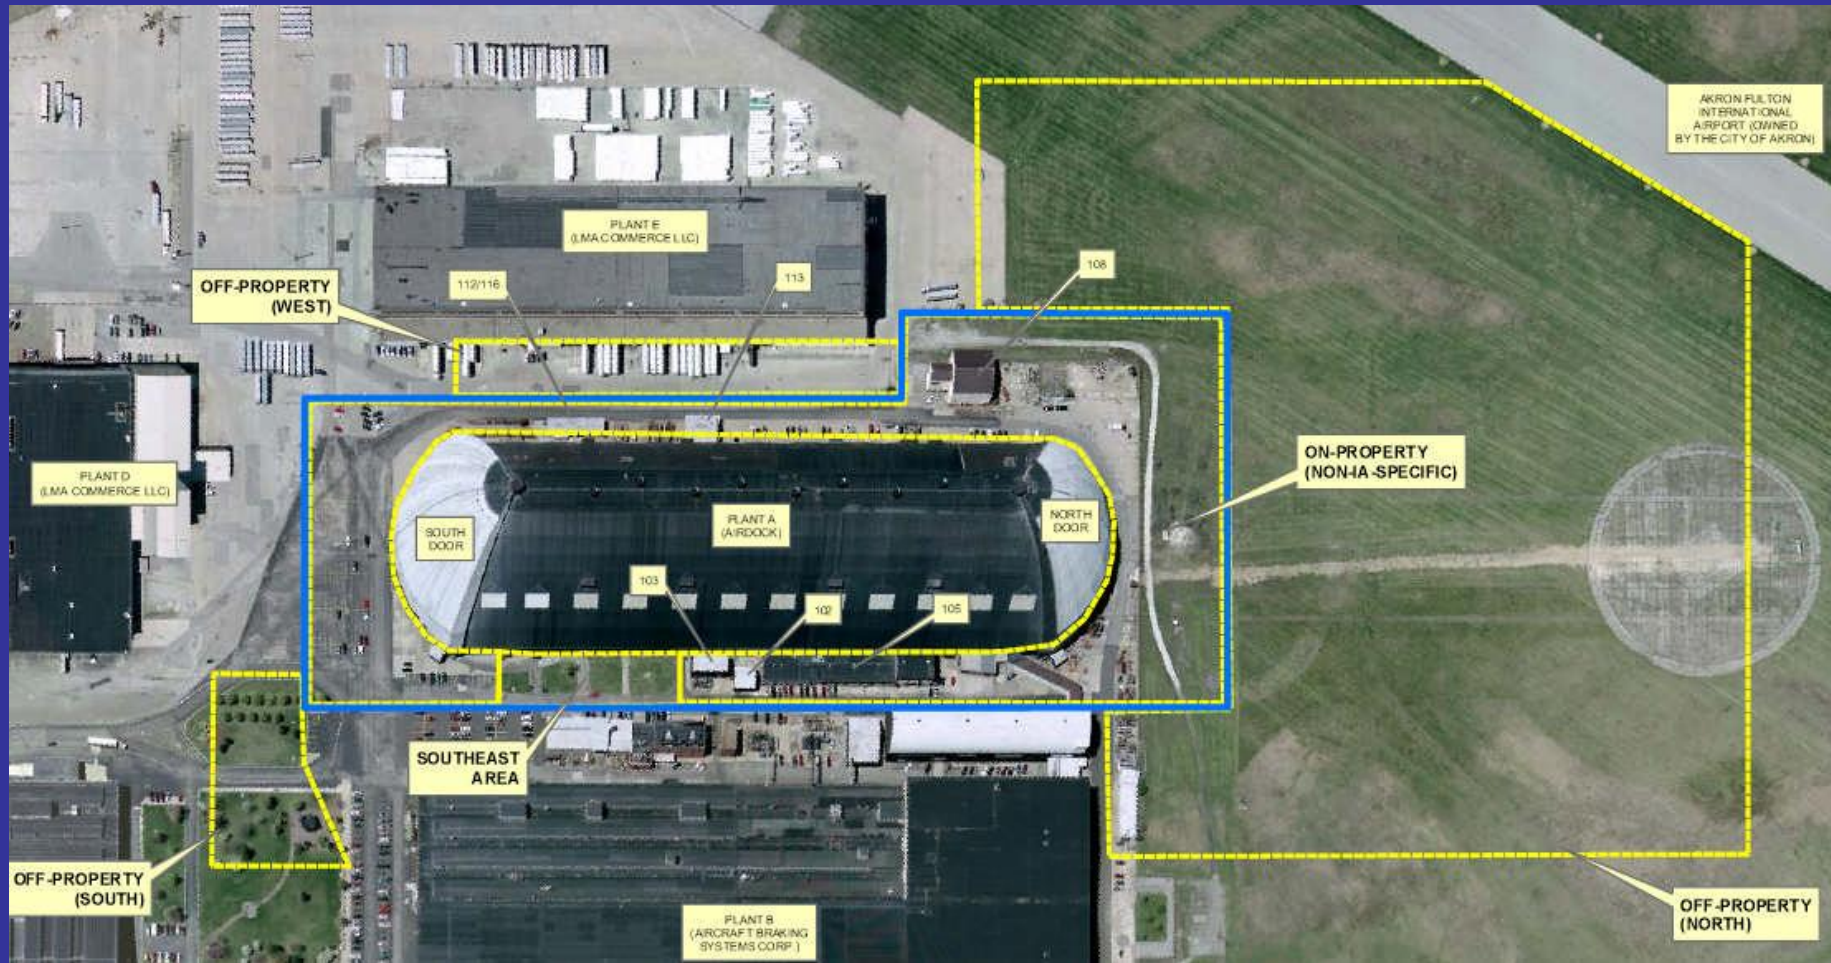 AKRON FULTON
INTERNATIONAL
AIRPORT (OWNED
BY THE CITY OF AKRON)
PLANT E
(LMA COMMERCE LLC)
OFF-PROPERTY
(WEST)
112/116
113
108
ON-PROPERTY
(NON-IA-SPECIFIC)
PLANT D
(LMA COMMERCE LLC)
SOUTH
DOOR
PLANT A
(AIRDOCK)
NORTH
DOOR
103
102
105
SOUTHEAST
AREA
OFF-PROPERTY
(SOUTH)
PLANT B
(AIRCRAFT BRAKING
SYSTEMS CORP.)
OFF-PROPERTY
(NORTH)